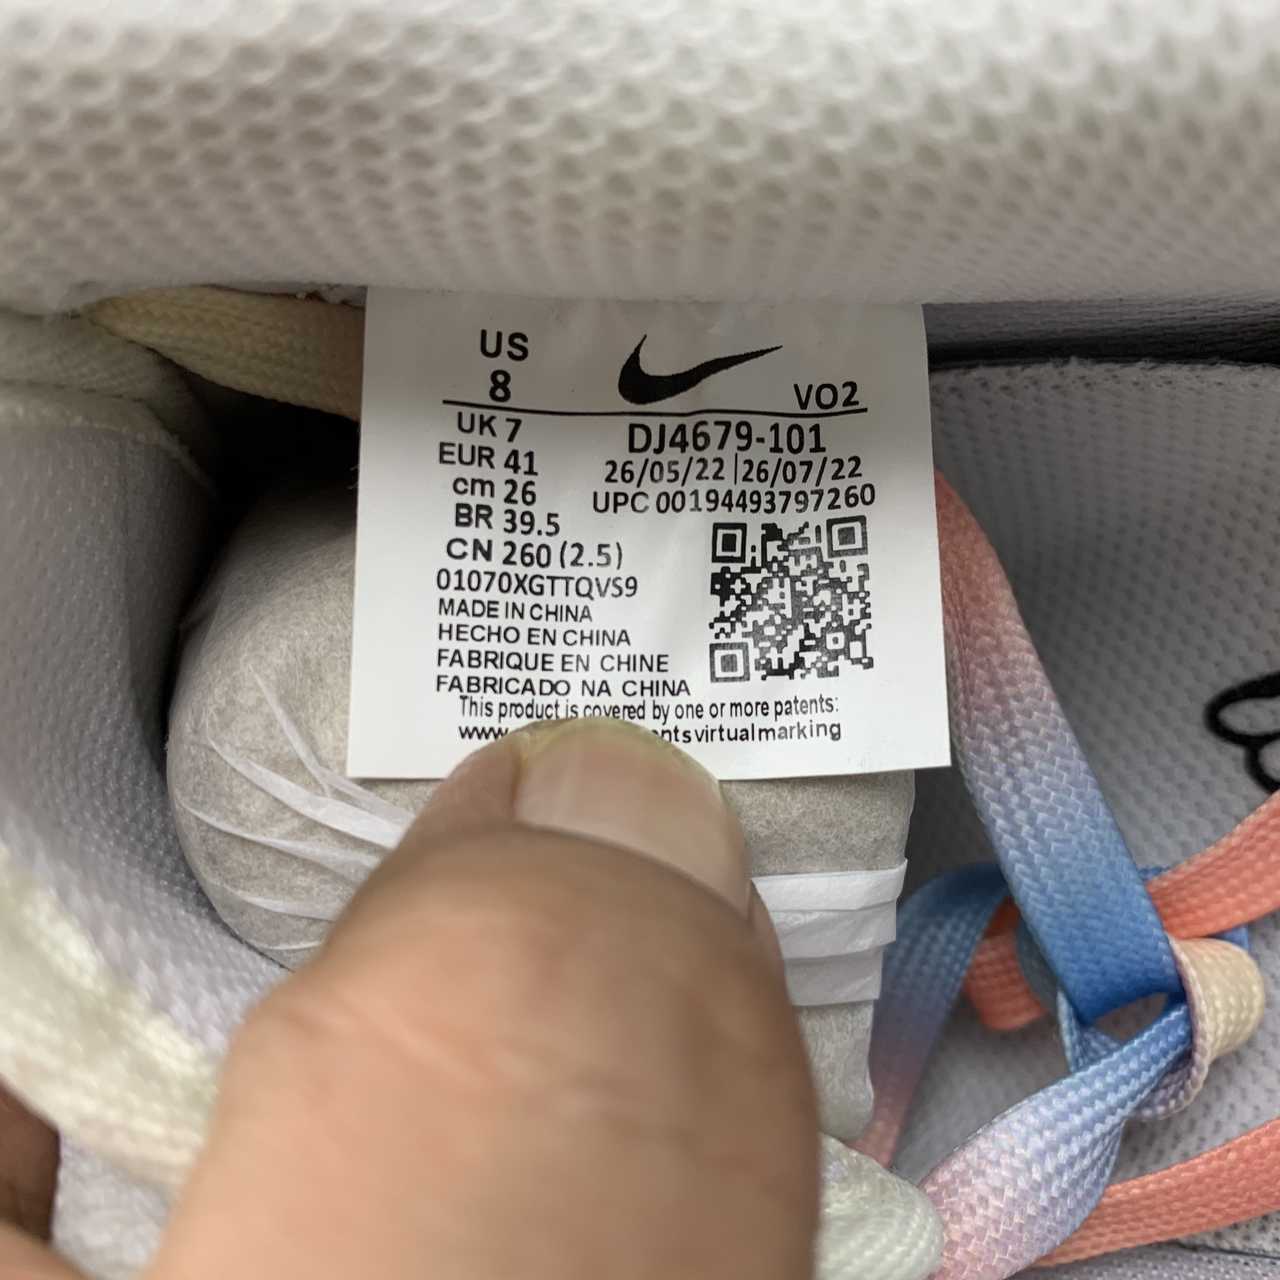 US
8
VO2
UK 7
DJ4679-101
EUR 41
26/05/22 | 26/07/22
cm 26
UPC 00194493797260
BR 39.5
CN 260 (2.5)
01070XGTTQVS9
MADE IN CHINA
HECHO EN CHINA
FABRIQUE EN CHINE
FABRICADO NA CHINA
This product is covered by one or more patents:
virtualmarking